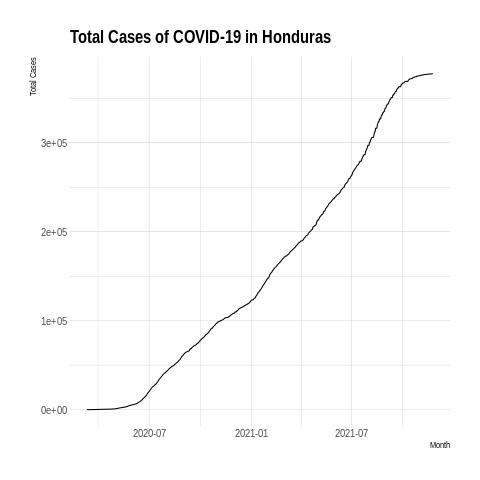 Total Cases of COVID-19 in Honduras
Total Cases
3e+05
2e+05
1e+05
0e+00
2020-07 2021-01 2021-07
Month